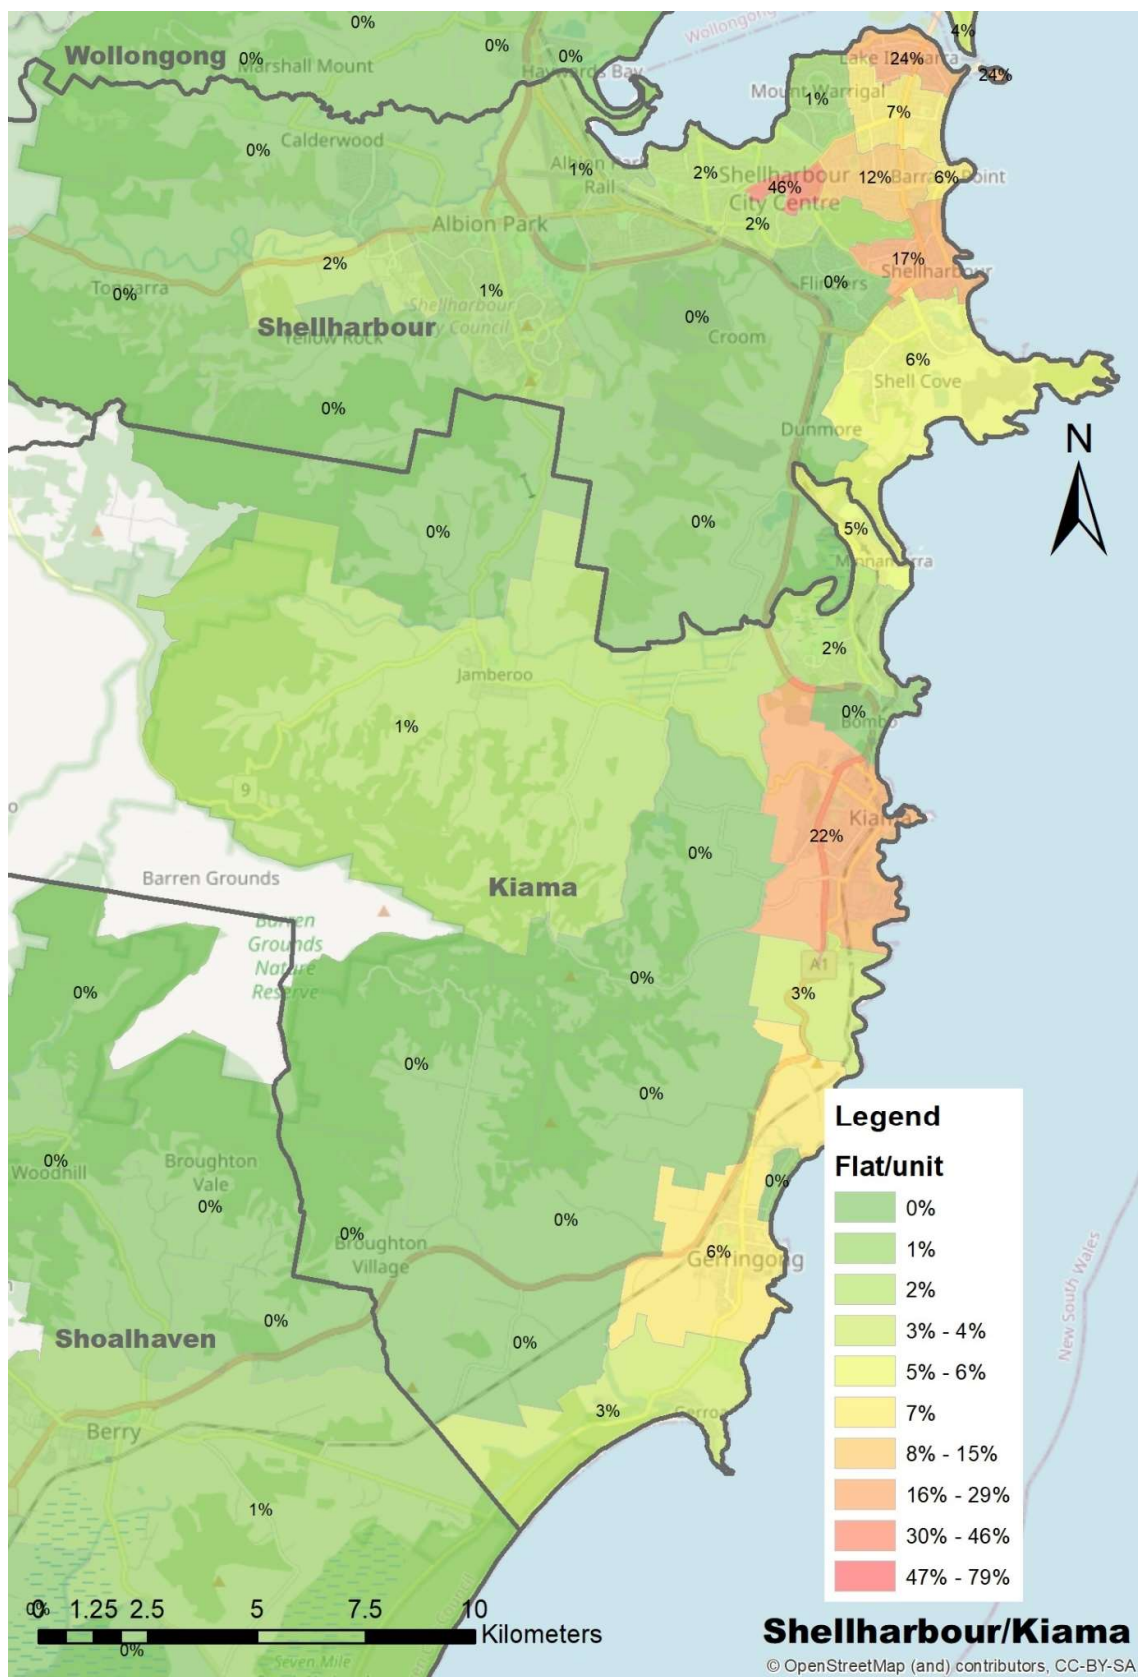 0%
4%
Wollongong
0%
0%
Marshall Mount
0%
Haywards Bay
24%
24%
Mount Warrigal
1%
7%
Calderwood
0%
Albion Park
Rail
1%
2%
Shellharbour
City Centre
46%
12%
Barrack Point
6%
Albion Park
2%
2%
17%
Shellharbour
Tongarra
0%
1%
Flinders
0%
Shellharbour
City Council
0%
Croom
Shellharbour
Yellow Rock
6%
Shell Cove
0%
Dunmore
N
0%
0%
5%
Minnamurra
2%
Jamberoo
1%
0%
Bombo
9
Kiama
22%
0%
Barren Grounds
Kiama
Barren
Grounds
Nature
Reserve
A1
0%
0%
3%
0%
0%
Legend
Flat/unit
0%
1%
2%
3% - 4%
5% - 6%
7%
8% - 15%
16% - 29%
30% - 46%
47% - 79%
Woodhill
0%
Broughton
Vale
0%
0%
0%
0%
Broughton
Village
6%
Gerringong
New South Wales
0%
Shoalhaven
0%
3%
Gerroa
Berry
1%
0%
0 1.25 2.5 5 7.5 10
Kilometers
0%
Seven Mile
Shellharbour/Kiama
© OpenStreetMap (and) contributors, CC-BY-SA